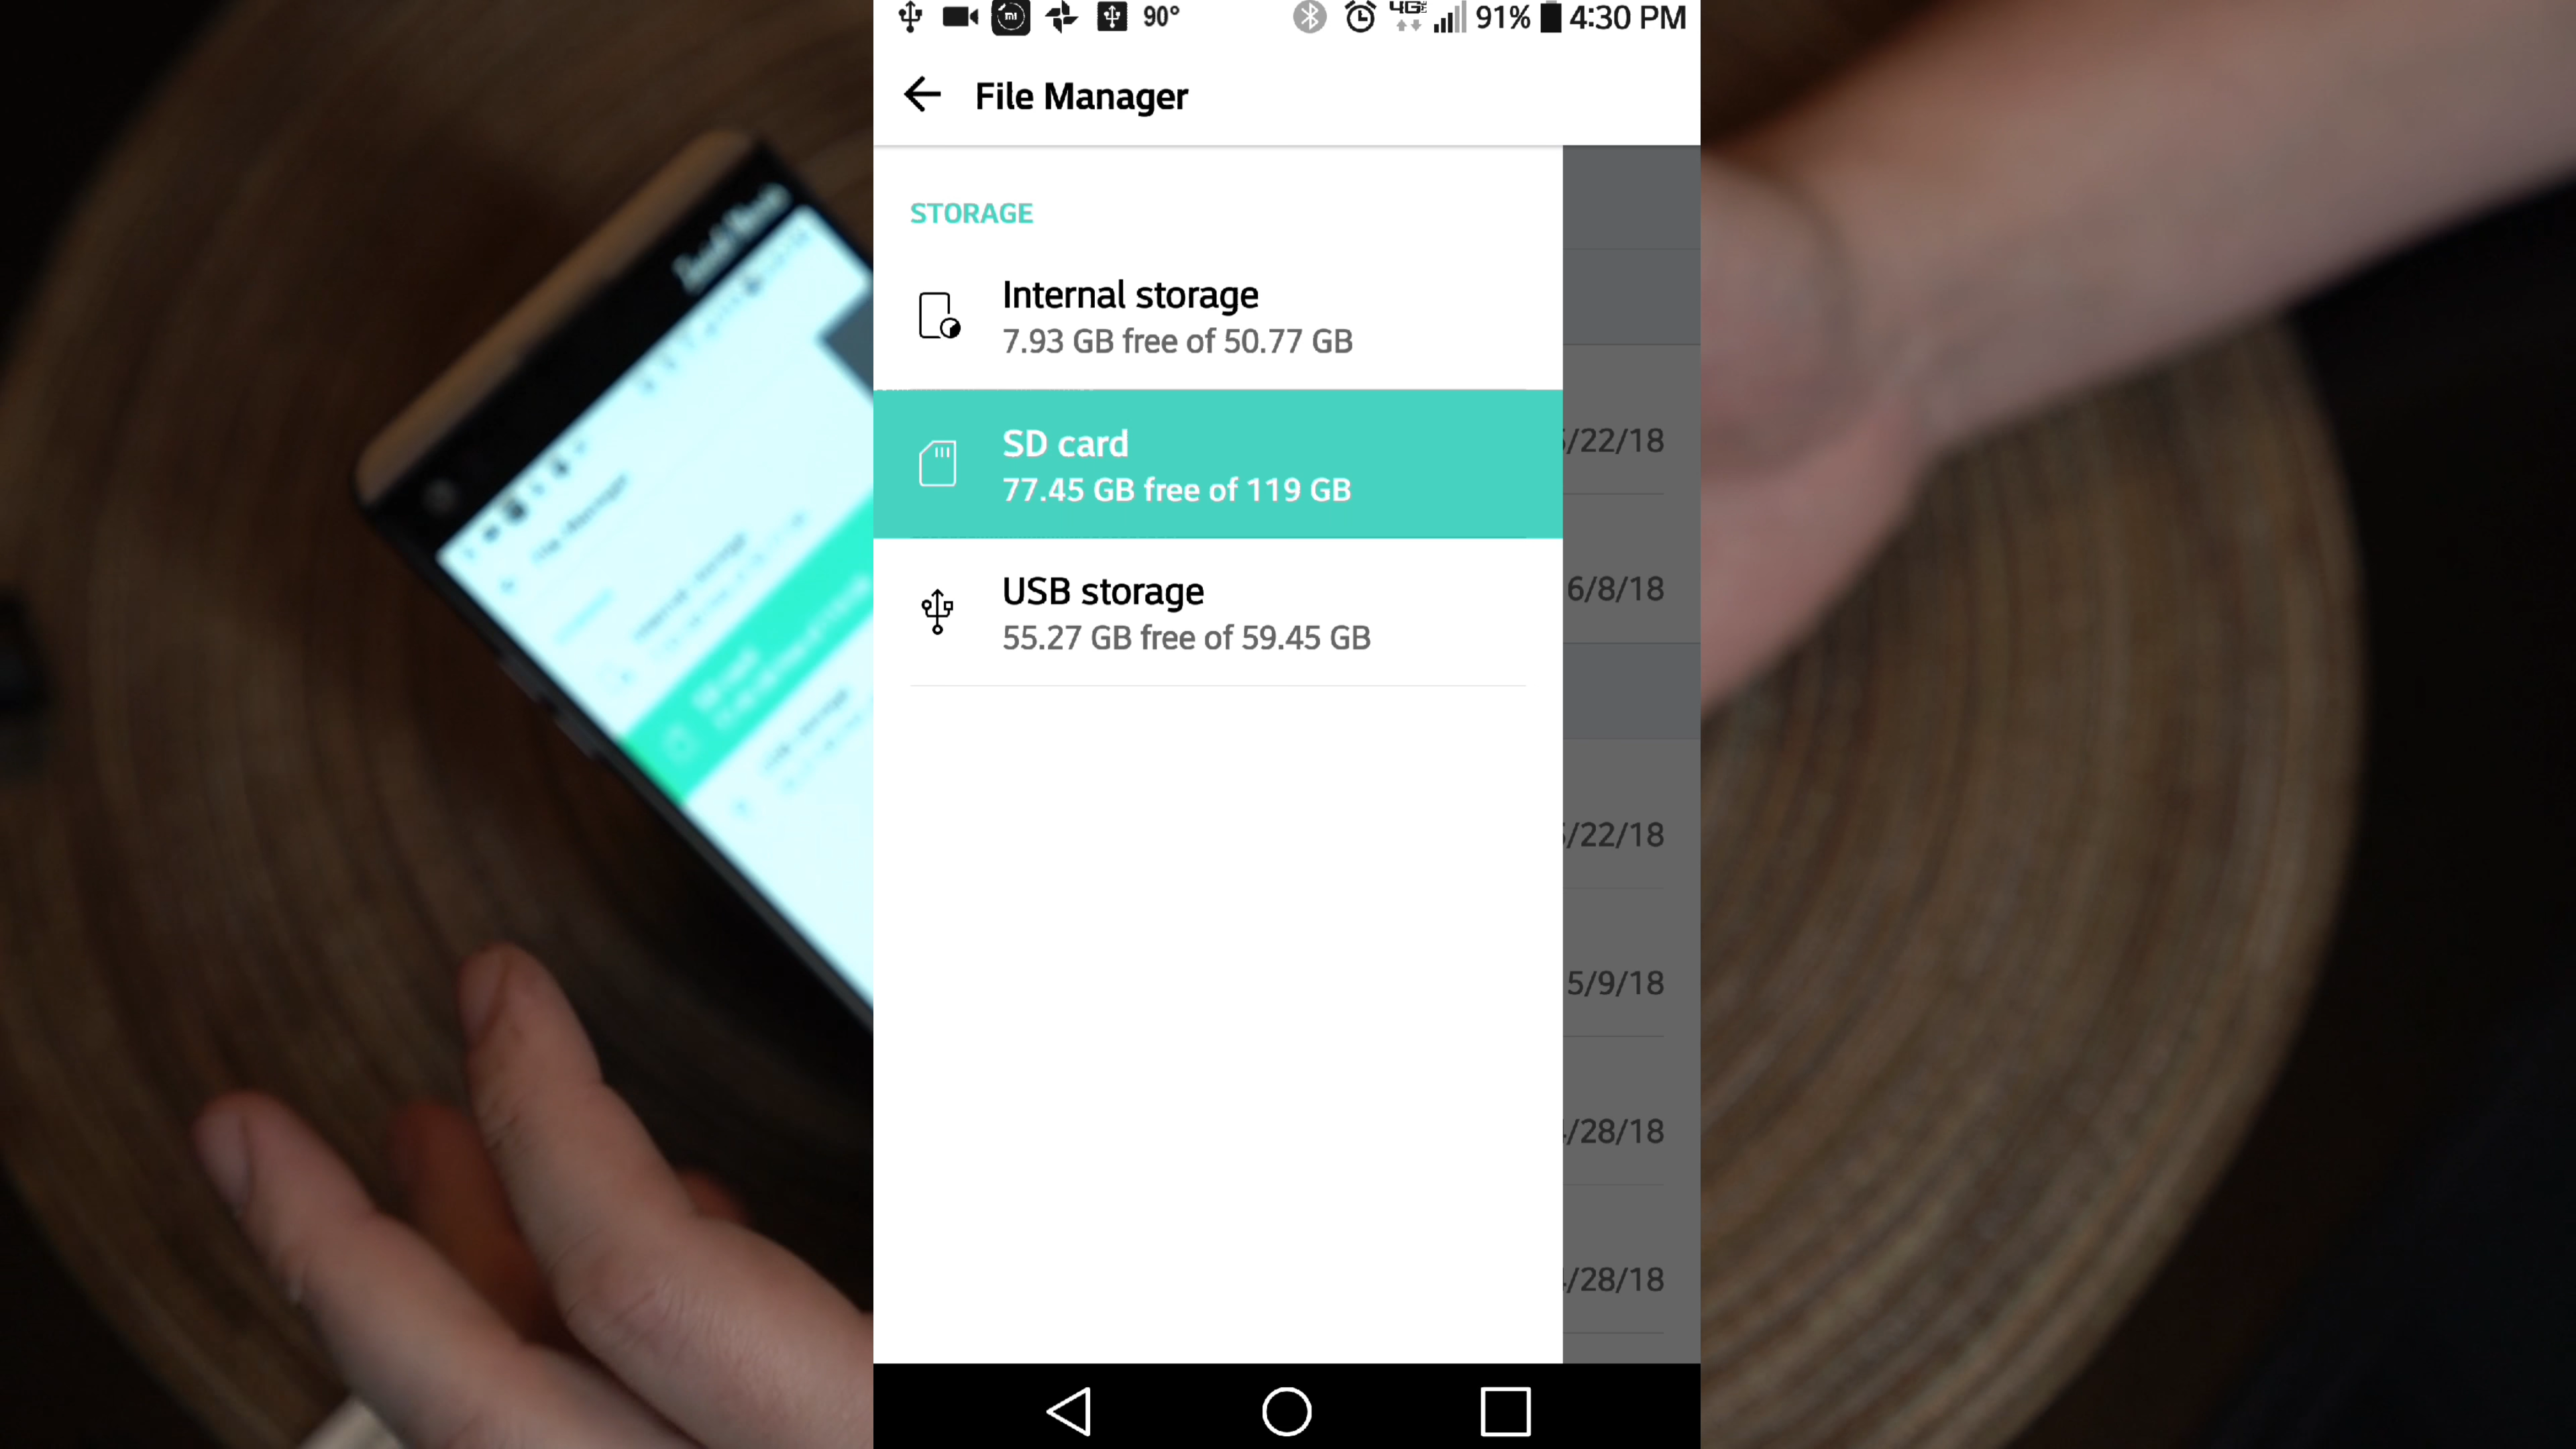 90° 4G 91% 4:30 PM
File Manager
STORAGE
Internal storage
7.93 GB free of 50.77 GB
SD card
77.45 GB free of 119 GB
/22/18
6/8/18
USB storage
55.27 GB free of 59.45 GB
/22/18
5/9/18
/28/18
/28/18